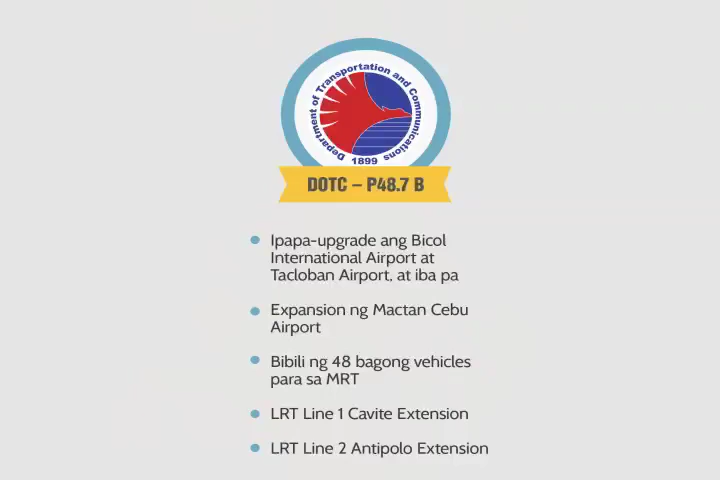 Department of Transportation and Communications
1899
DOTC – P48.7 B
Ipapa-upgrade ang Bicol
International Airport at
Tacloban Airport, at iba pa
Expansion ng Mactan Cebu
Airport
Bibili ng 48 bagong vehicles
para sa MRT
LRT Line 1 Cavite Extension
LRT Line 2 Antipolo Extension